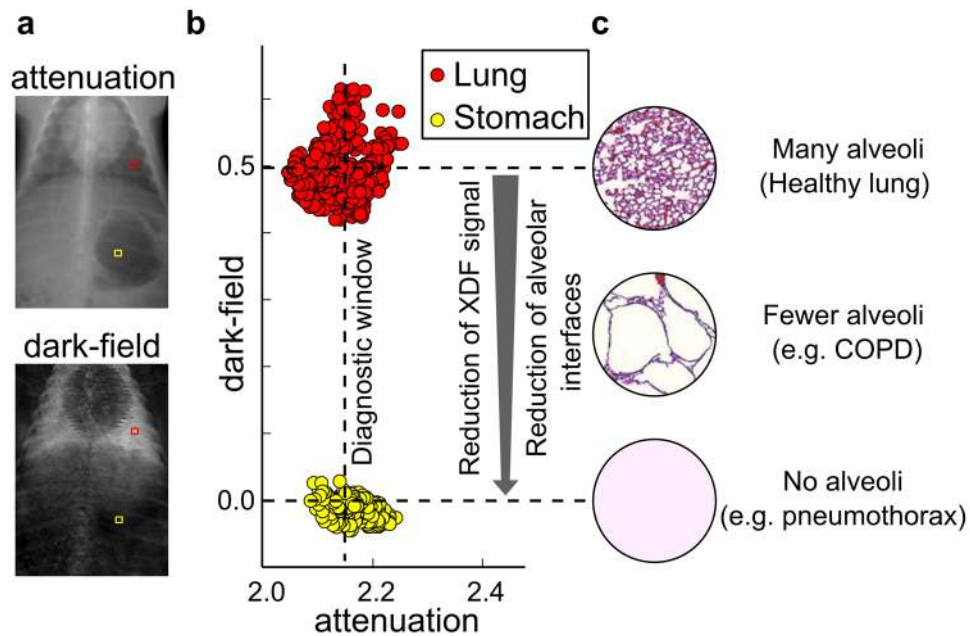 a
attenuation
dark-field
b
Lung
Stomach
dark-field
0.5
0.0
2.0
2.2
2.4
attenuation
Diagnostic window
Reduction of XDF signal
Reduction of alveolar
interfaces
c
Many alveoli
(Healthy lung)
Fewer alveoli
(e.g. COPD)
No alveoli
(e.g. pneumothorax)